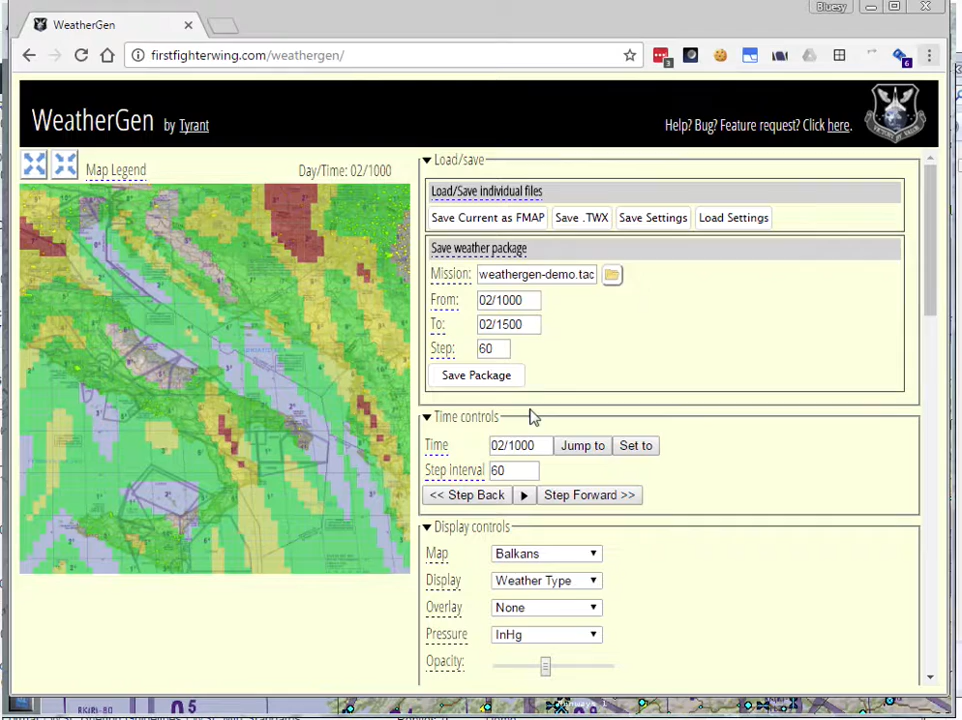 Bluesy
WeatherGen
firstfighterwing.com/weathergen/
3
6
WeatherGen by Tyrant
Help? Bug? Feature request? Click here.
Map Legend
Day/Time: 02/1000
Load/save
Load/Save individual files
Save Current as FMAP
Save .TWX
Save Settings
Load Settings
Save weather package
Mission: weathergen-demo.tac
From: 02/1000
To: 02/1500
Step: 60
Save Package
Time controls
Time 02/1000 Jump to Set to
Step interval 60
<< Step Back
Step Forward >>
Display controls
Map Balkans
Display Weather Type
Overlay None
Pressure InHg
Opacity: